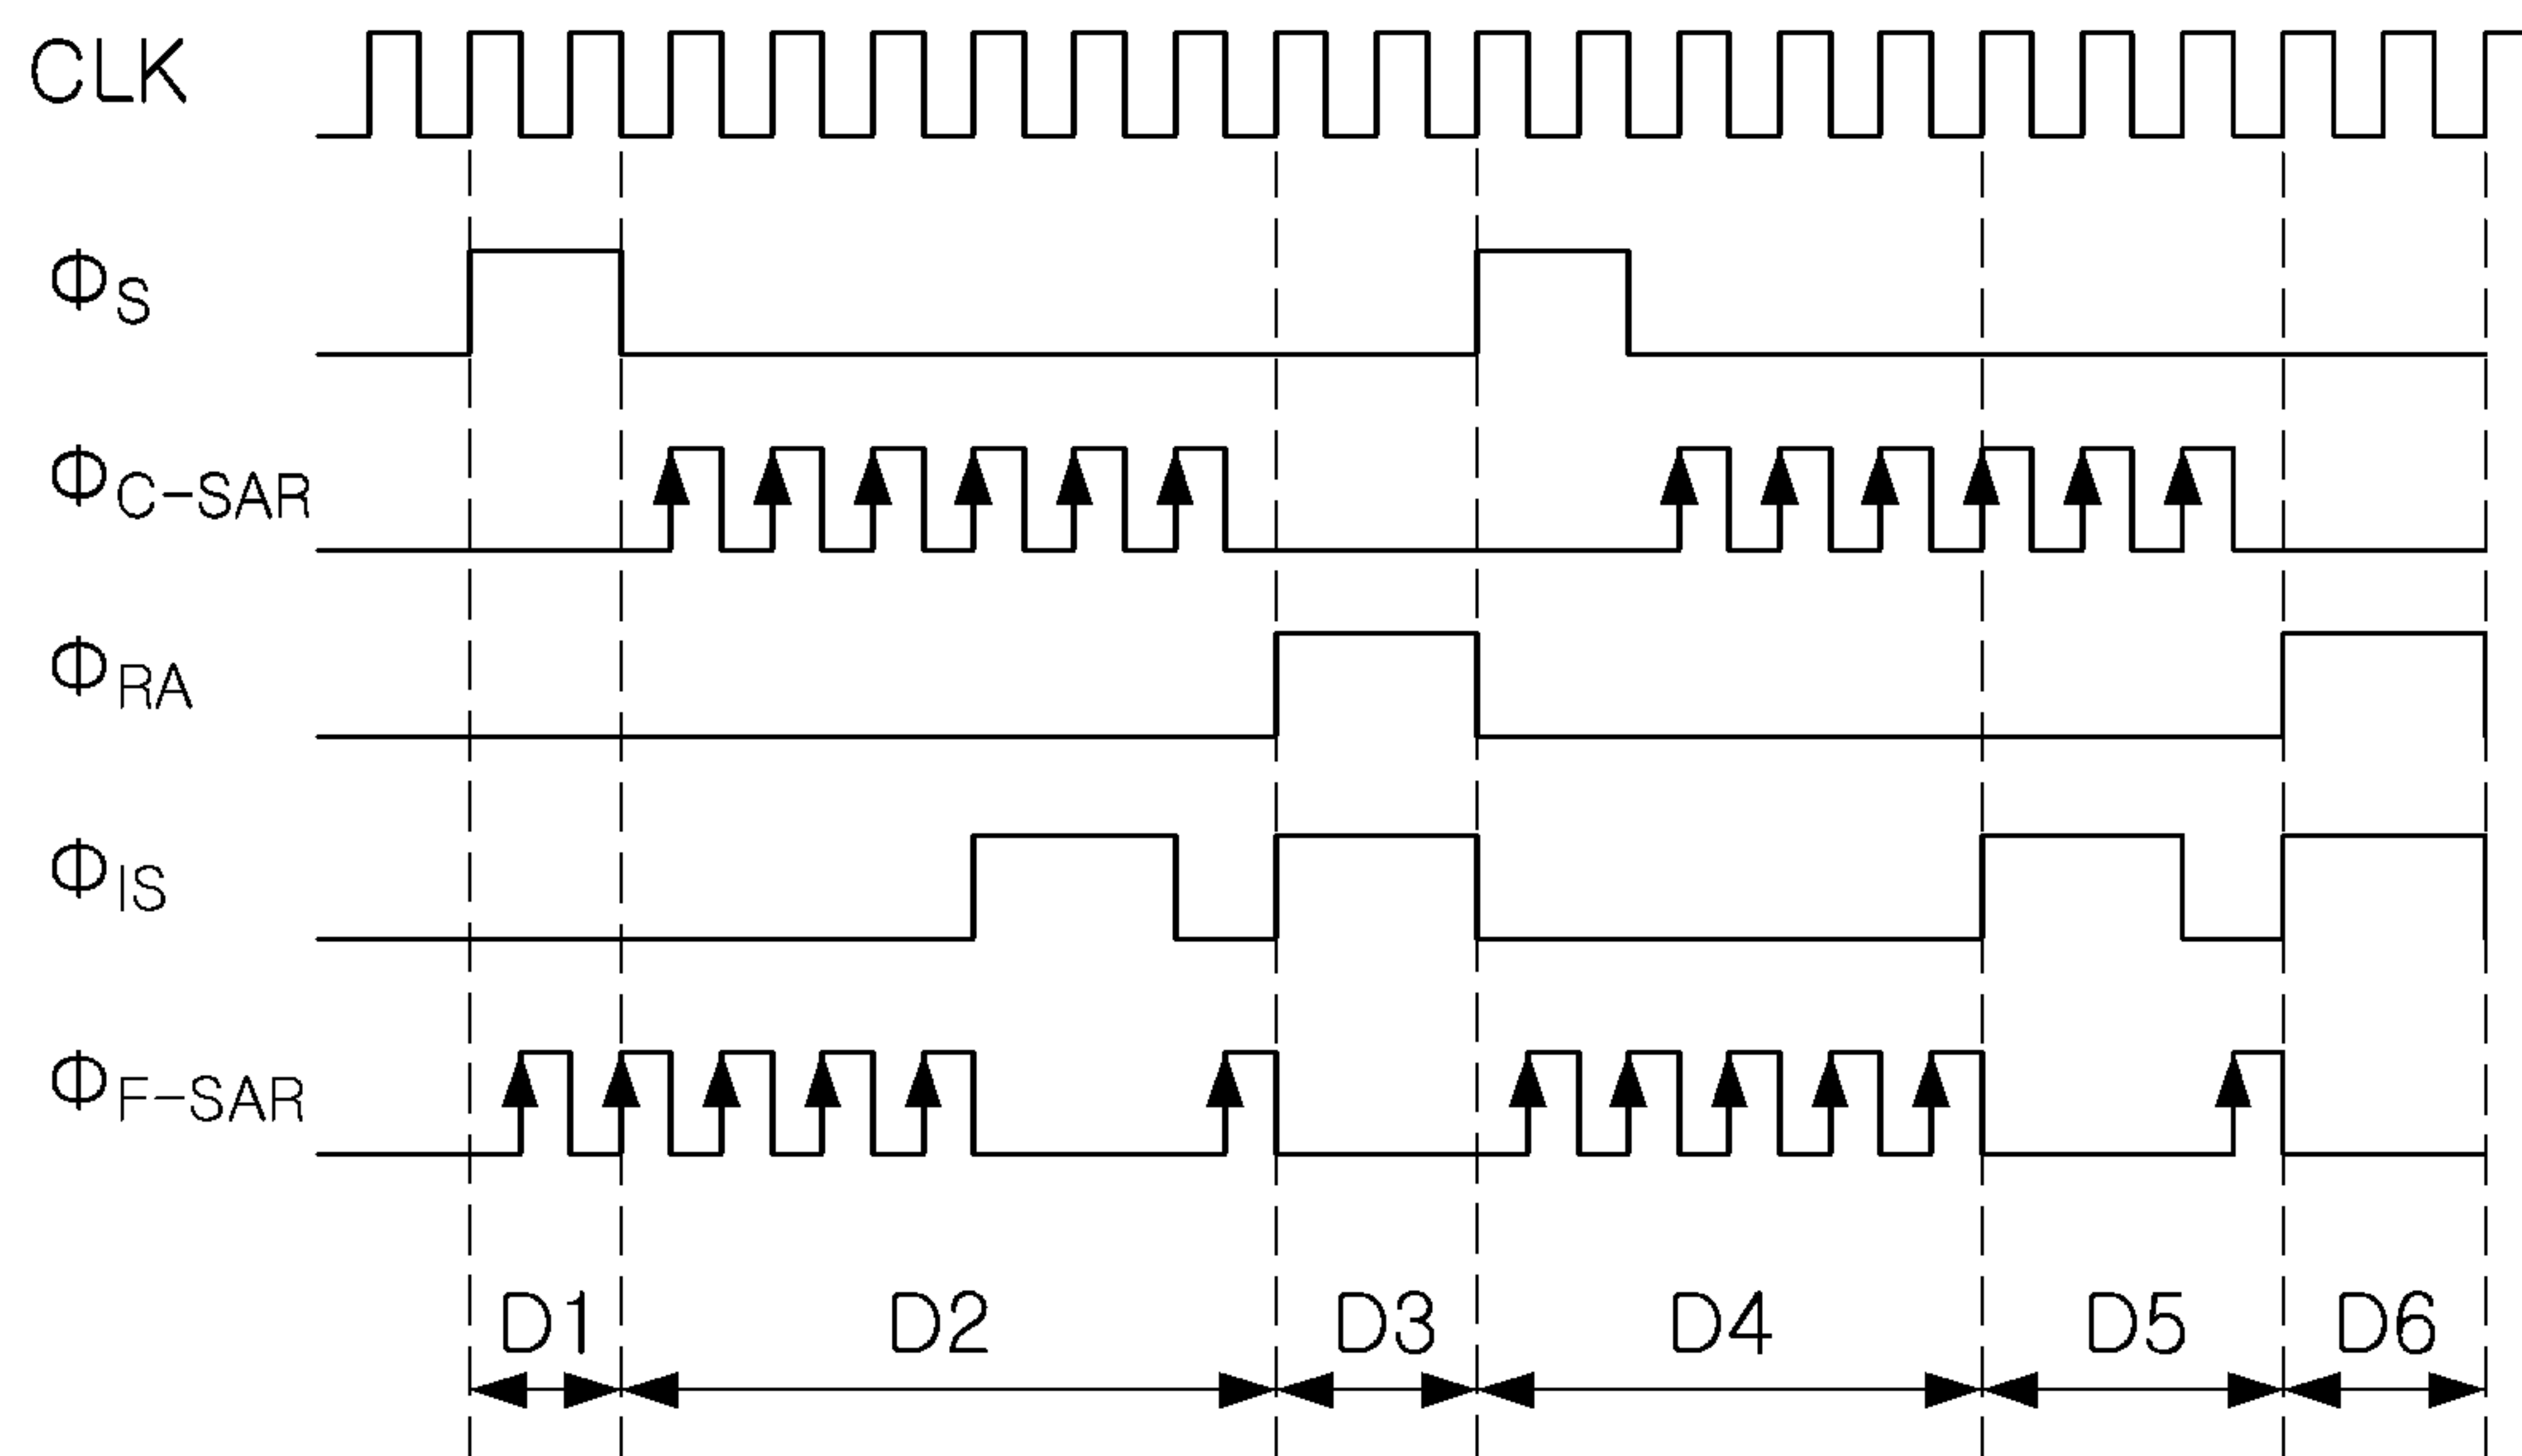 CLK
ΦS
ΦC-SAR
ΦRA
ΦIS
ΦF-SAR
D1 D2 D3 D4 D5 D6